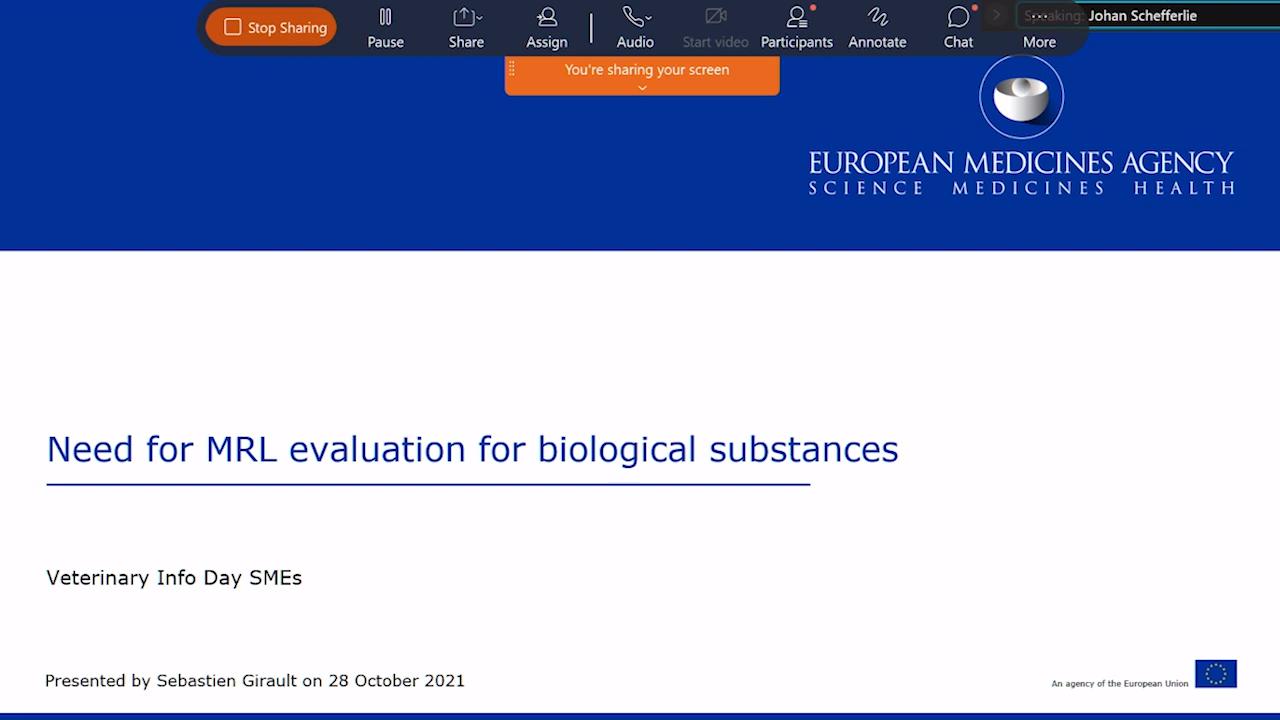 Stop Sharing
Pause
Share
Assign
Audio
Start video
Participants
Annotate
Chat
More
Speaking: Johan Schefferlie
You're sharing your screen
EUROPEAN MEDICINES AGENCY
SCIENCE MEDICINES HEALTH
Need for MRL evaluation for biological substances
Veterinary Info Day SMEs
Presented by Sebastien Girault on 28 October 2021
An agency of the European Union